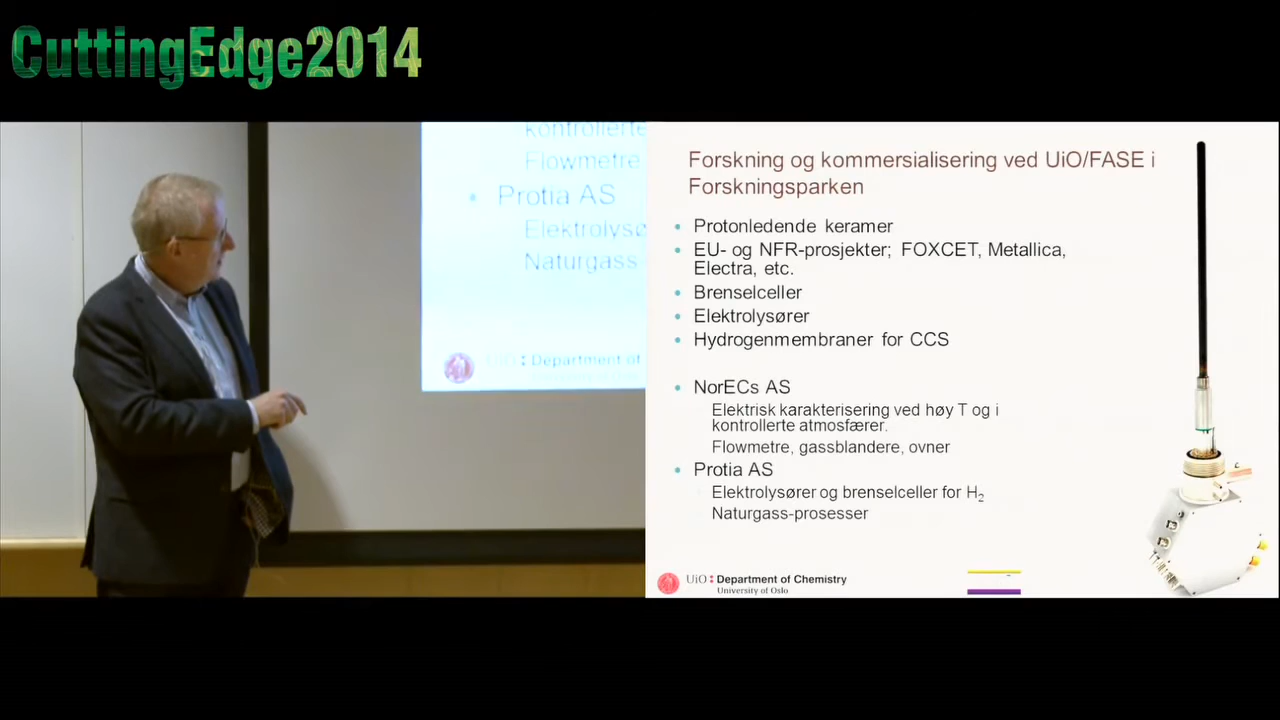 CuttingEdge2014
kontrollerte
Flowmetre
• Protia AS
Elektrolysø
Naturgass
UiO: Department of
Forskning og kommersialisering ved UiO/FASE i
Forskningsparken
• Protonledende keramer
• EU- og NFR-prosjekter; FOXCET, Metallica,
Electra, etc.
• Brenselceller
• Elektrolysører
• Hydrogenmembraner for CCS
• NorECs AS
Elektrisk karakterisering ved høy T og i
kontrollerte atmosfærer.
Flowmetre, gassblandere, ovner
• Protia AS
Elektrolysører og brenselceller for H₂
Naturgass-prosesser
UiO: Department of Chemistry
University of Oslo